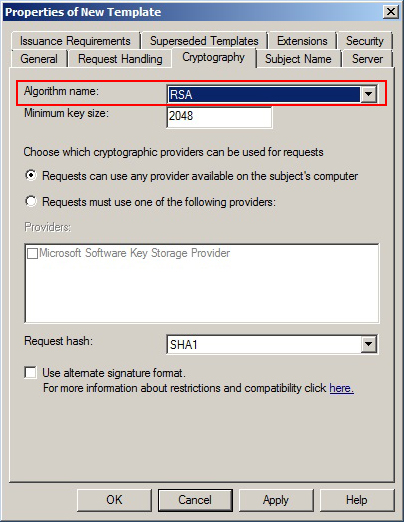 Properties of New Template
Issuance Requirements Superseded Templates Extensions Security
General Request Handling Cryptography Subject Name Server
Algorithm name: RSA
Minimum key size: 2048
Choose which cryptographic providers can be used for requests
Requests can use any provider available on the subject's computer
Requests must use one of the following providers:
Providers:
Microsoft Software Key Storage Provider
Request hash: SHA1
Use alternate signature format.
For more information about restrictions and compatibility click here.
OK Cancel Apply Help